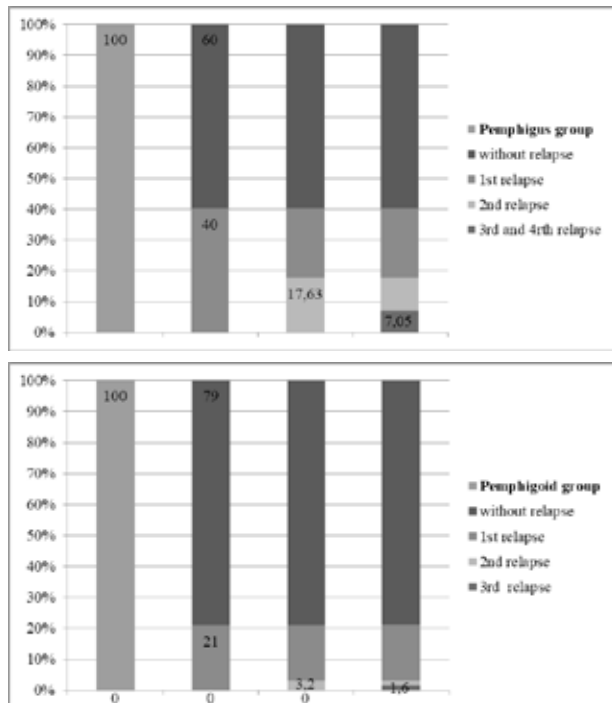 100%
90%
80%
70%
60%
50%
40%
30%
20%
10%
0%
100
60
40
17,63
7,05
Pemphigus group
without relapse
1st relapse
2nd relapse
3rd and 4rth relapse
100%
90%
80%
70%
60%
50%
40%
30%
20%
10%
0%
100
79
21
3,2
1,6
0 0 0
Pemphigoid group
without relapse
1st relapse
2nd relapse
3rd relapse